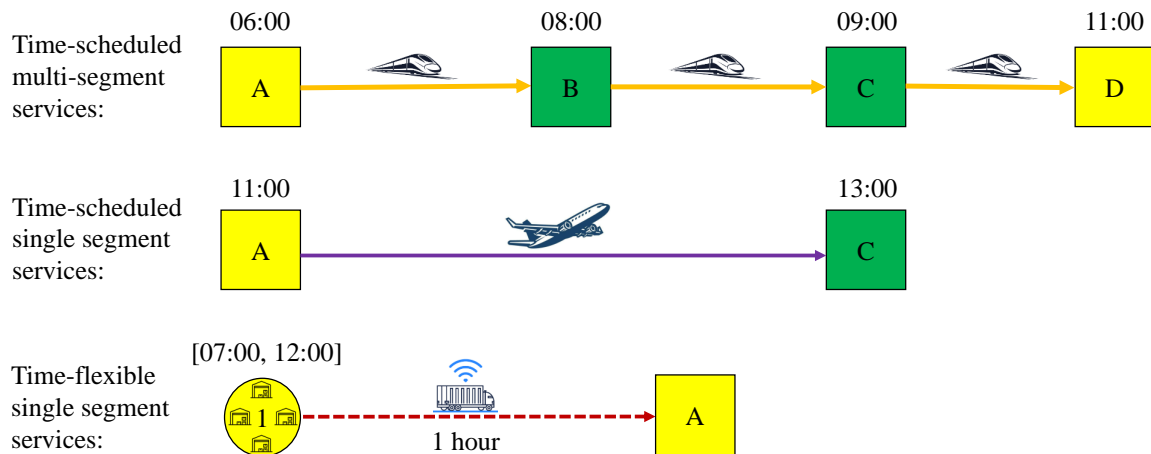 06:00 08:00 09:00 11:00
Time-scheduled
multi-segment
services:
A B C D
11:00 13:00
Time-scheduled
single segment
services:
A C
[07:00, 12:00]
Time-flexible
single segment
services:
1 A
1 hour